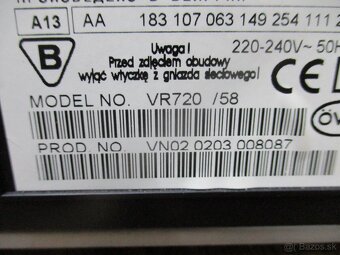 A13 AA 183 107 063 149 254 111 2
B
Uwaga!
Przed zdjęciem obudowy
wyjąć wtyczkę z gniazda sieciowego!
220-240V~ 50H
CE
MODEL NO. VR720 /58
ÖV
PROD. NO. VN02 0203 008087
Bazos.sk